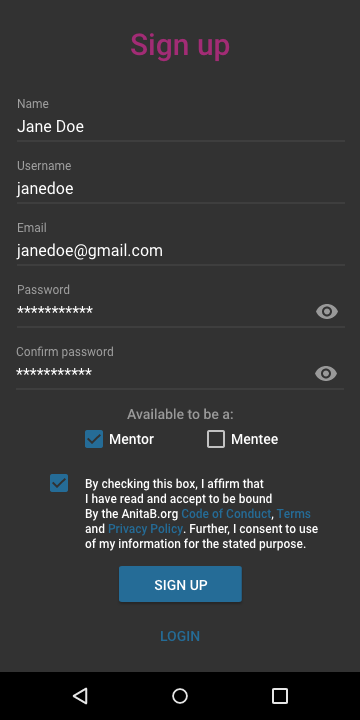 Sign up
Name
Jane Doe
Username
janedoe
Email
janedoe@gmail.com
Password
***********
Confirm password
***********
Available to be a:
Mentor Mentee
By checking this box, I affirm that
I have read and accept to be bound
By the AnitaB.org Code of Conduct, Terms
and Privacy Policy. Further, I consent to use
of my information for the stated purpose.
SIGN UP
LOGIN